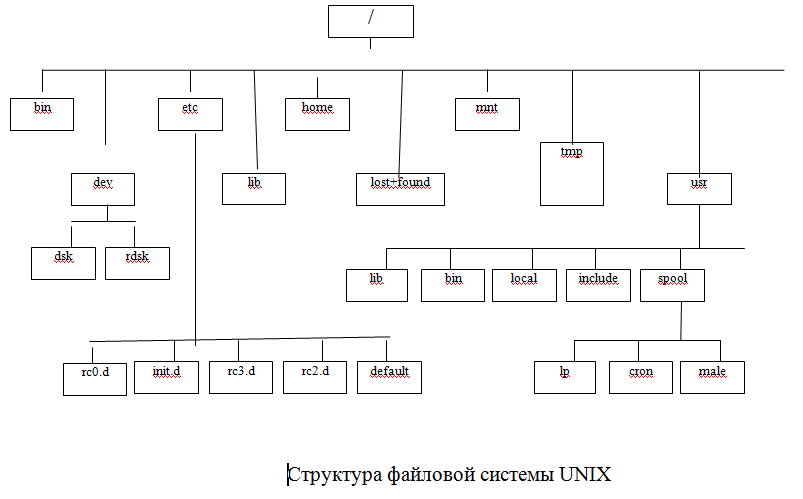 /
bin
etc
home
mnt
tmp
dev
lib
lost+found
usr
dsk
rdsk
lib
bin
local
include
spool
rc0.d
init.d
rc3.d
rc2.d
default
lp
cron
male
Структура файловой системы UNIX